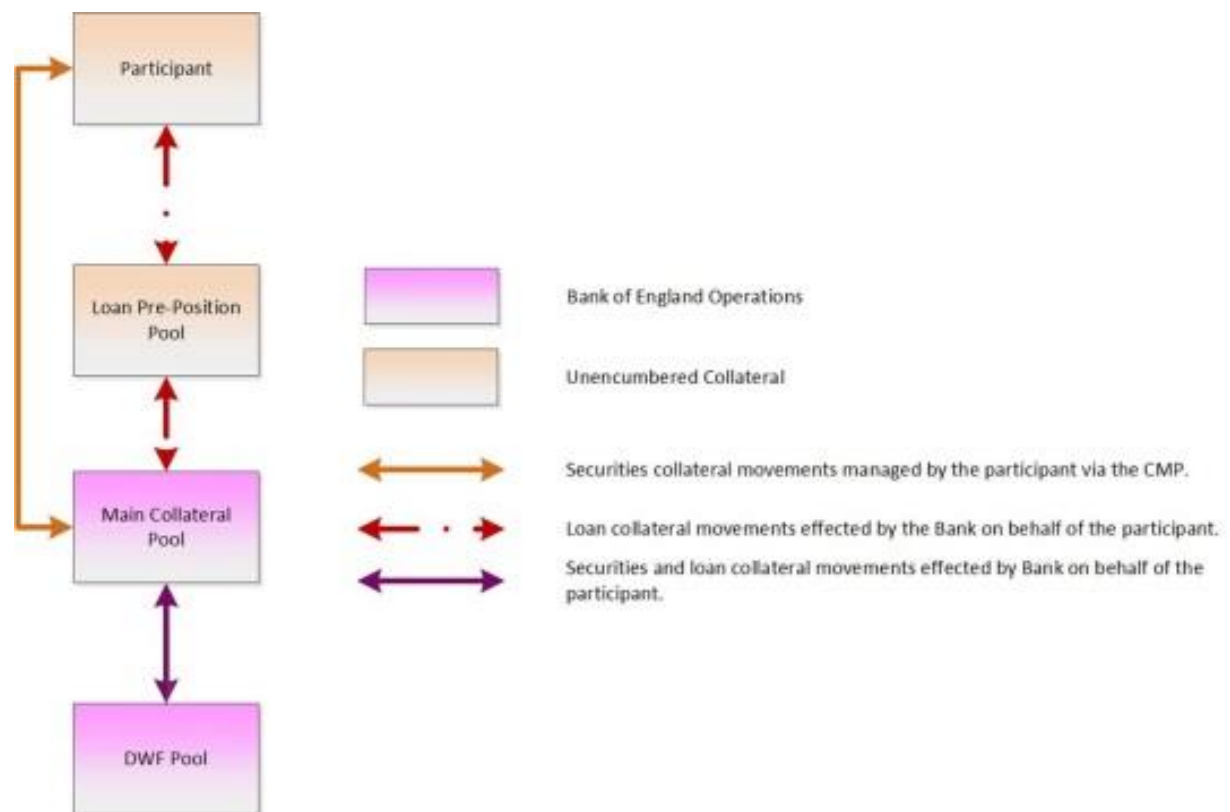 Participant
Loan Pre-Position
Pool
Main Collateral
Pool
DWF Pool
Bank of England Operations
Unencumbered Collateral
Securities collateral movements managed by the participant via the CMP.
Loan collateral movements effected by the Bank on behalf of the participant.
Securities and loan collateral movements effected by Bank on behalf of the
participant.